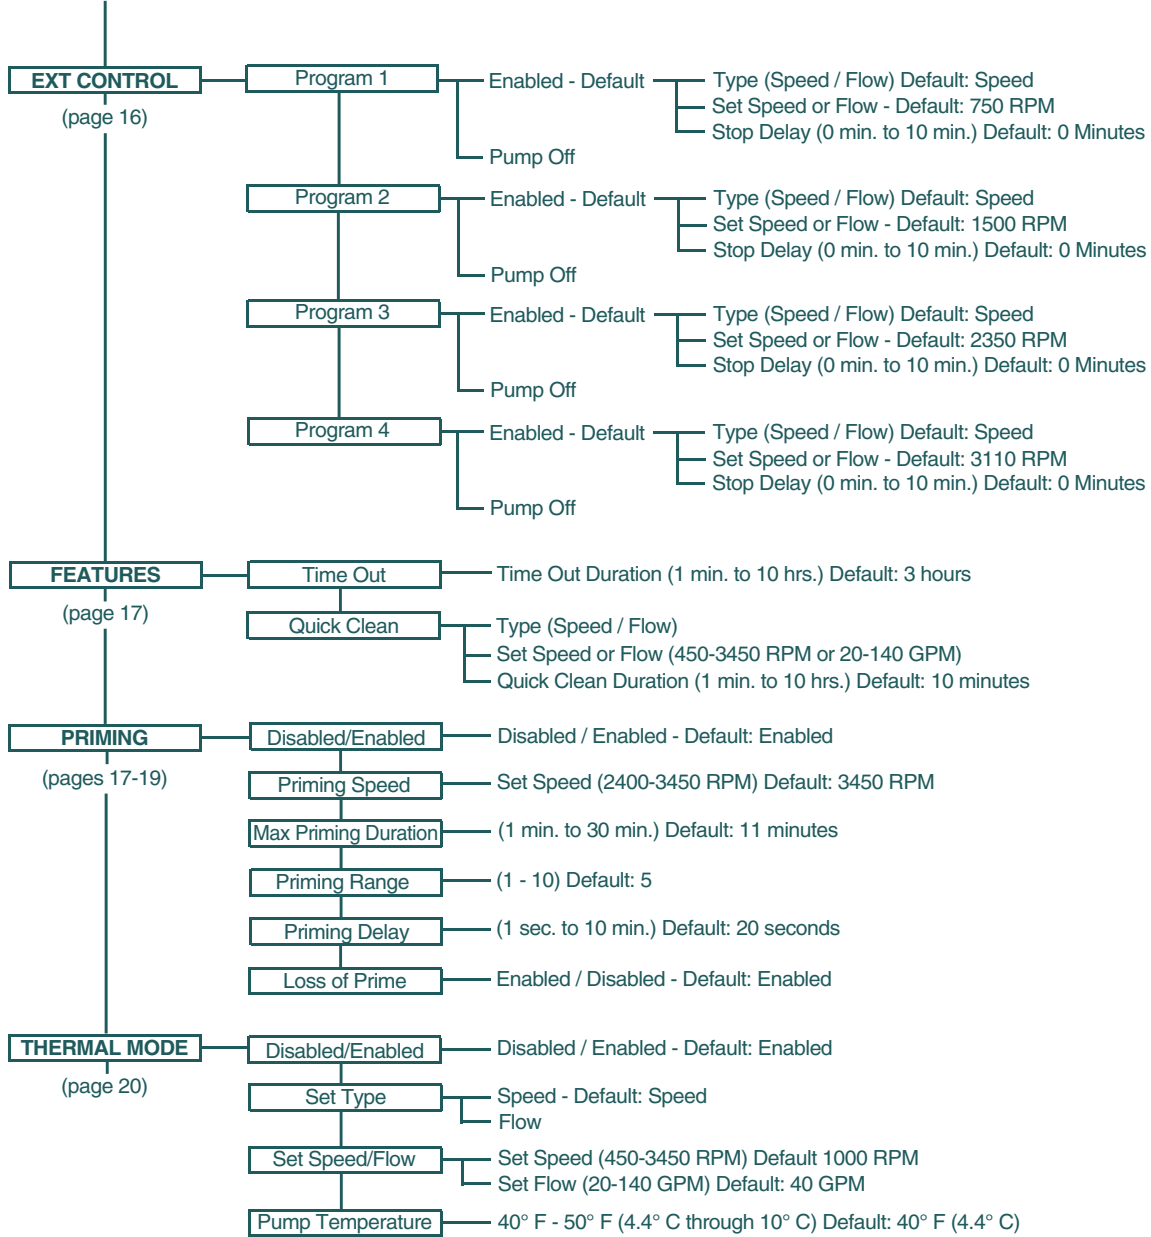 EXT CONTROL
(page 16)
Program 1
Enabled - Default
Type (Speed / Flow) Default: Speed
Set Speed or Flow - Default: 750 RPM
Stop Delay (0 min. to 10 min.) Default: 0 Minutes
Pump Off
Program 2
Enabled - Default
Type (Speed / Flow) Default: Speed
Set Speed or Flow - Default: 1500 RPM
Stop Delay (0 min. to 10 min.) Default: 0 Minutes
Pump Off
Program 3
Enabled - Default
Type (Speed / Flow) Default: Speed
Set Speed or Flow - Default: 2350 RPM
Stop Delay (0 min. to 10 min.) Default: 0 Minutes
Pump Off
Program 4
Enabled - Default
Type (Speed / Flow) Default: Speed
Set Speed or Flow - Default: 3110 RPM
Stop Delay (0 min. to 10 min.) Default: 0 Minutes
Pump Off
FEATURES
(page 17)
Time Out
Time Out Duration (1 min. to 10 hrs.) Default: 3 hours
Quick Clean
Type (Speed / Flow)
Set Speed or Flow (450-3450 RPM or 20-140 GPM)
Quick Clean Duration (1 min. to 10 hrs.) Default: 10 minutes
PRIMING
(pages 17-19)
Disabled/Enabled
Disabled / Enabled - Default: Enabled
Priming Speed
Set Speed (2400-3450 RPM) Default: 3450 RPM
Max Priming Duration
(1 min. to 30 min.) Default: 11 minutes
Priming Range
(1 - 10) Default: 5
Priming Delay
(1 sec. to 10 min.) Default: 20 seconds
Loss of Prime
Enabled / Disabled - Default: Enabled
THERMAL MODE
(page 20)
Disabled/Enabled
Disabled / Enabled - Default: Enabled
Set Type
Speed - Default: Speed
Flow
Set Speed/Flow
Set Speed (450-3450 RPM) Default 1000 RPM
Set Flow (20-140 GPM) Default: 40 GPM
Pump Temperature
40° F - 50° F (4.4° C through 10° C) Default: 40° F (4.4° C)